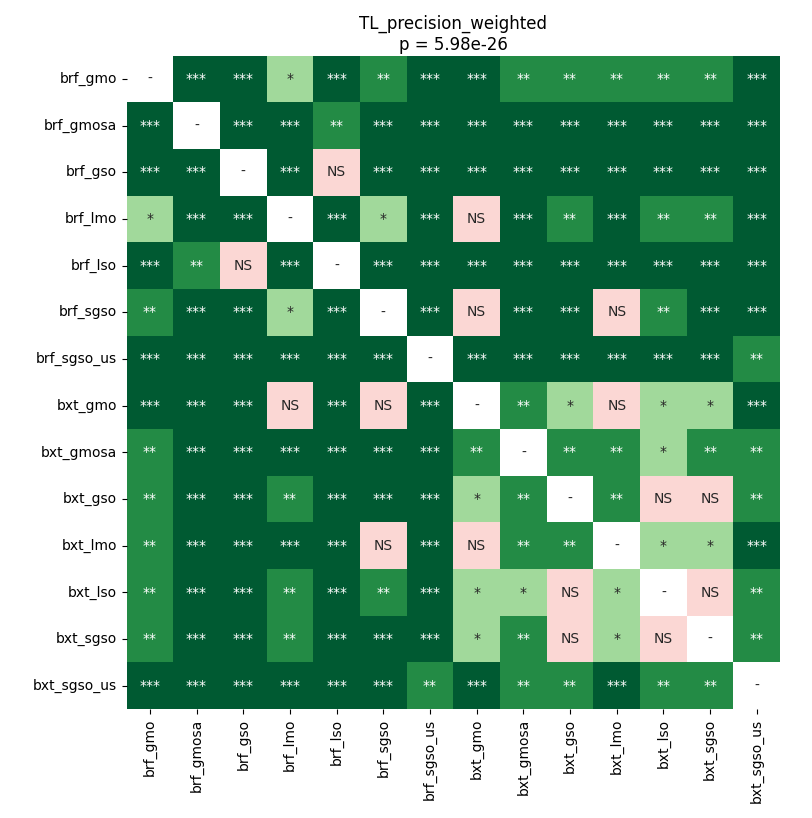 TL_precision_weighted
p = 5.98e-26
brf_gmo - *** *** * *** ** *** *** ** ** ** ** ** ***
brf_gmosa *** - *** *** ** *** *** *** *** *** *** *** *** ***
brf_gso *** *** - *** NS *** *** *** *** *** *** *** *** ***
brf_lmo * *** *** - *** * *** NS *** ** *** ** ** ***
brf_lso *** ** NS *** - *** *** *** *** *** *** *** *** ***
brf_sgso ** *** *** * *** - *** NS *** *** NS ** *** ***
brf_sgso_us *** *** *** *** *** *** - *** *** *** *** *** *** **
bxt_gmo *** *** *** NS *** NS *** - ** * NS * * ***
bxt_gmosa ** *** *** *** *** *** *** ** - ** ** * ** **
bxt_gso ** *** *** ** *** *** *** * ** - ** NS NS **
bxt_lmo ** *** *** *** *** NS *** NS ** ** - * * ***
bxt_lso ** *** *** ** *** ** *** * * NS * - NS **
bxt_sgso ** *** *** ** *** *** *** * ** NS * NS - **
bxt_sgso_us *** *** *** *** *** *** ** *** ** ** *** ** ** -
brf_gmo brf_gmosa brf_gso brf_lmo brf_lso brf_sgso brf_sgso_us bxt_gmo bxt_gmosa bxt_gso bxt_lmo bxt_lso bxt_sgso bxt_sgso_us